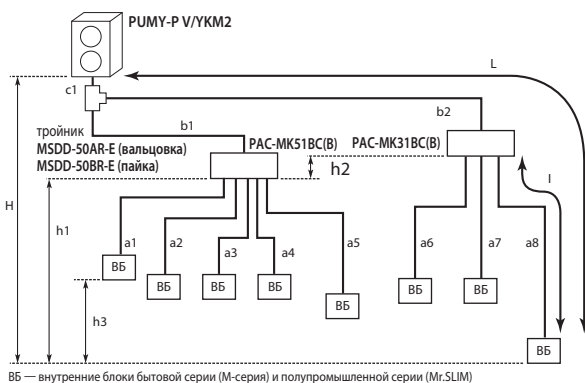 PUMY-P V/YKM2
L
c1
b2
b1
тройник
MSDD-50AR-E (вальцовка)
MSDD-50BR-E (пайка)
PAC-MK51BC(B)
PAC-MK31BC(B)
h2
H
h1
l
a1
a2
a3
a4
a5
a6
a7
a8
ВБ
ВБ
ВБ
ВБ
ВБ
ВБ
ВБ
h3
ВБ
ВБ — внутренние блоки бытовой серии (М-серия) и полупромышленной серии (Mr.SLIM)